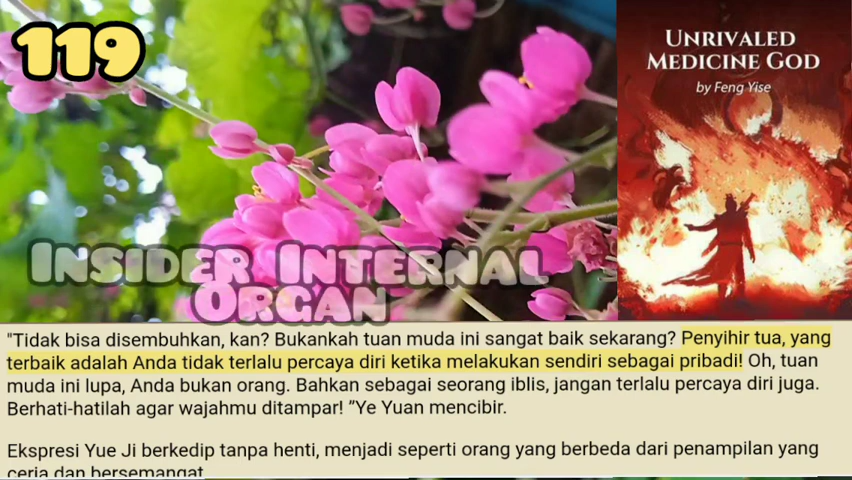 119
UNRIVALED
MEDICINE GOD
by Feng Yise
INSIDER INTERNAL
ORGAN
"Tidak bisa disembuhkan, kan? Bukankah tuan muda ini sangat baik sekarang? Penyihir tua, yang
terbaik adalah Anda tidak terlalu percaya diri ketika melakukan sendiri sebagai pribadi! Oh, tuan
muda ini lupa, Anda bukan orang. Bahkan sebagai seorang iblis, jangan terlalu percaya diri juga.
Berhati-hatilah agar wajahmu ditampar! ”Ye Yuan mencibir.
Ekspresi Yue Ji berkedip tanpa henti, menjadi seperti orang yang berbeda dari penampilan yang
ceria dan bersemangat